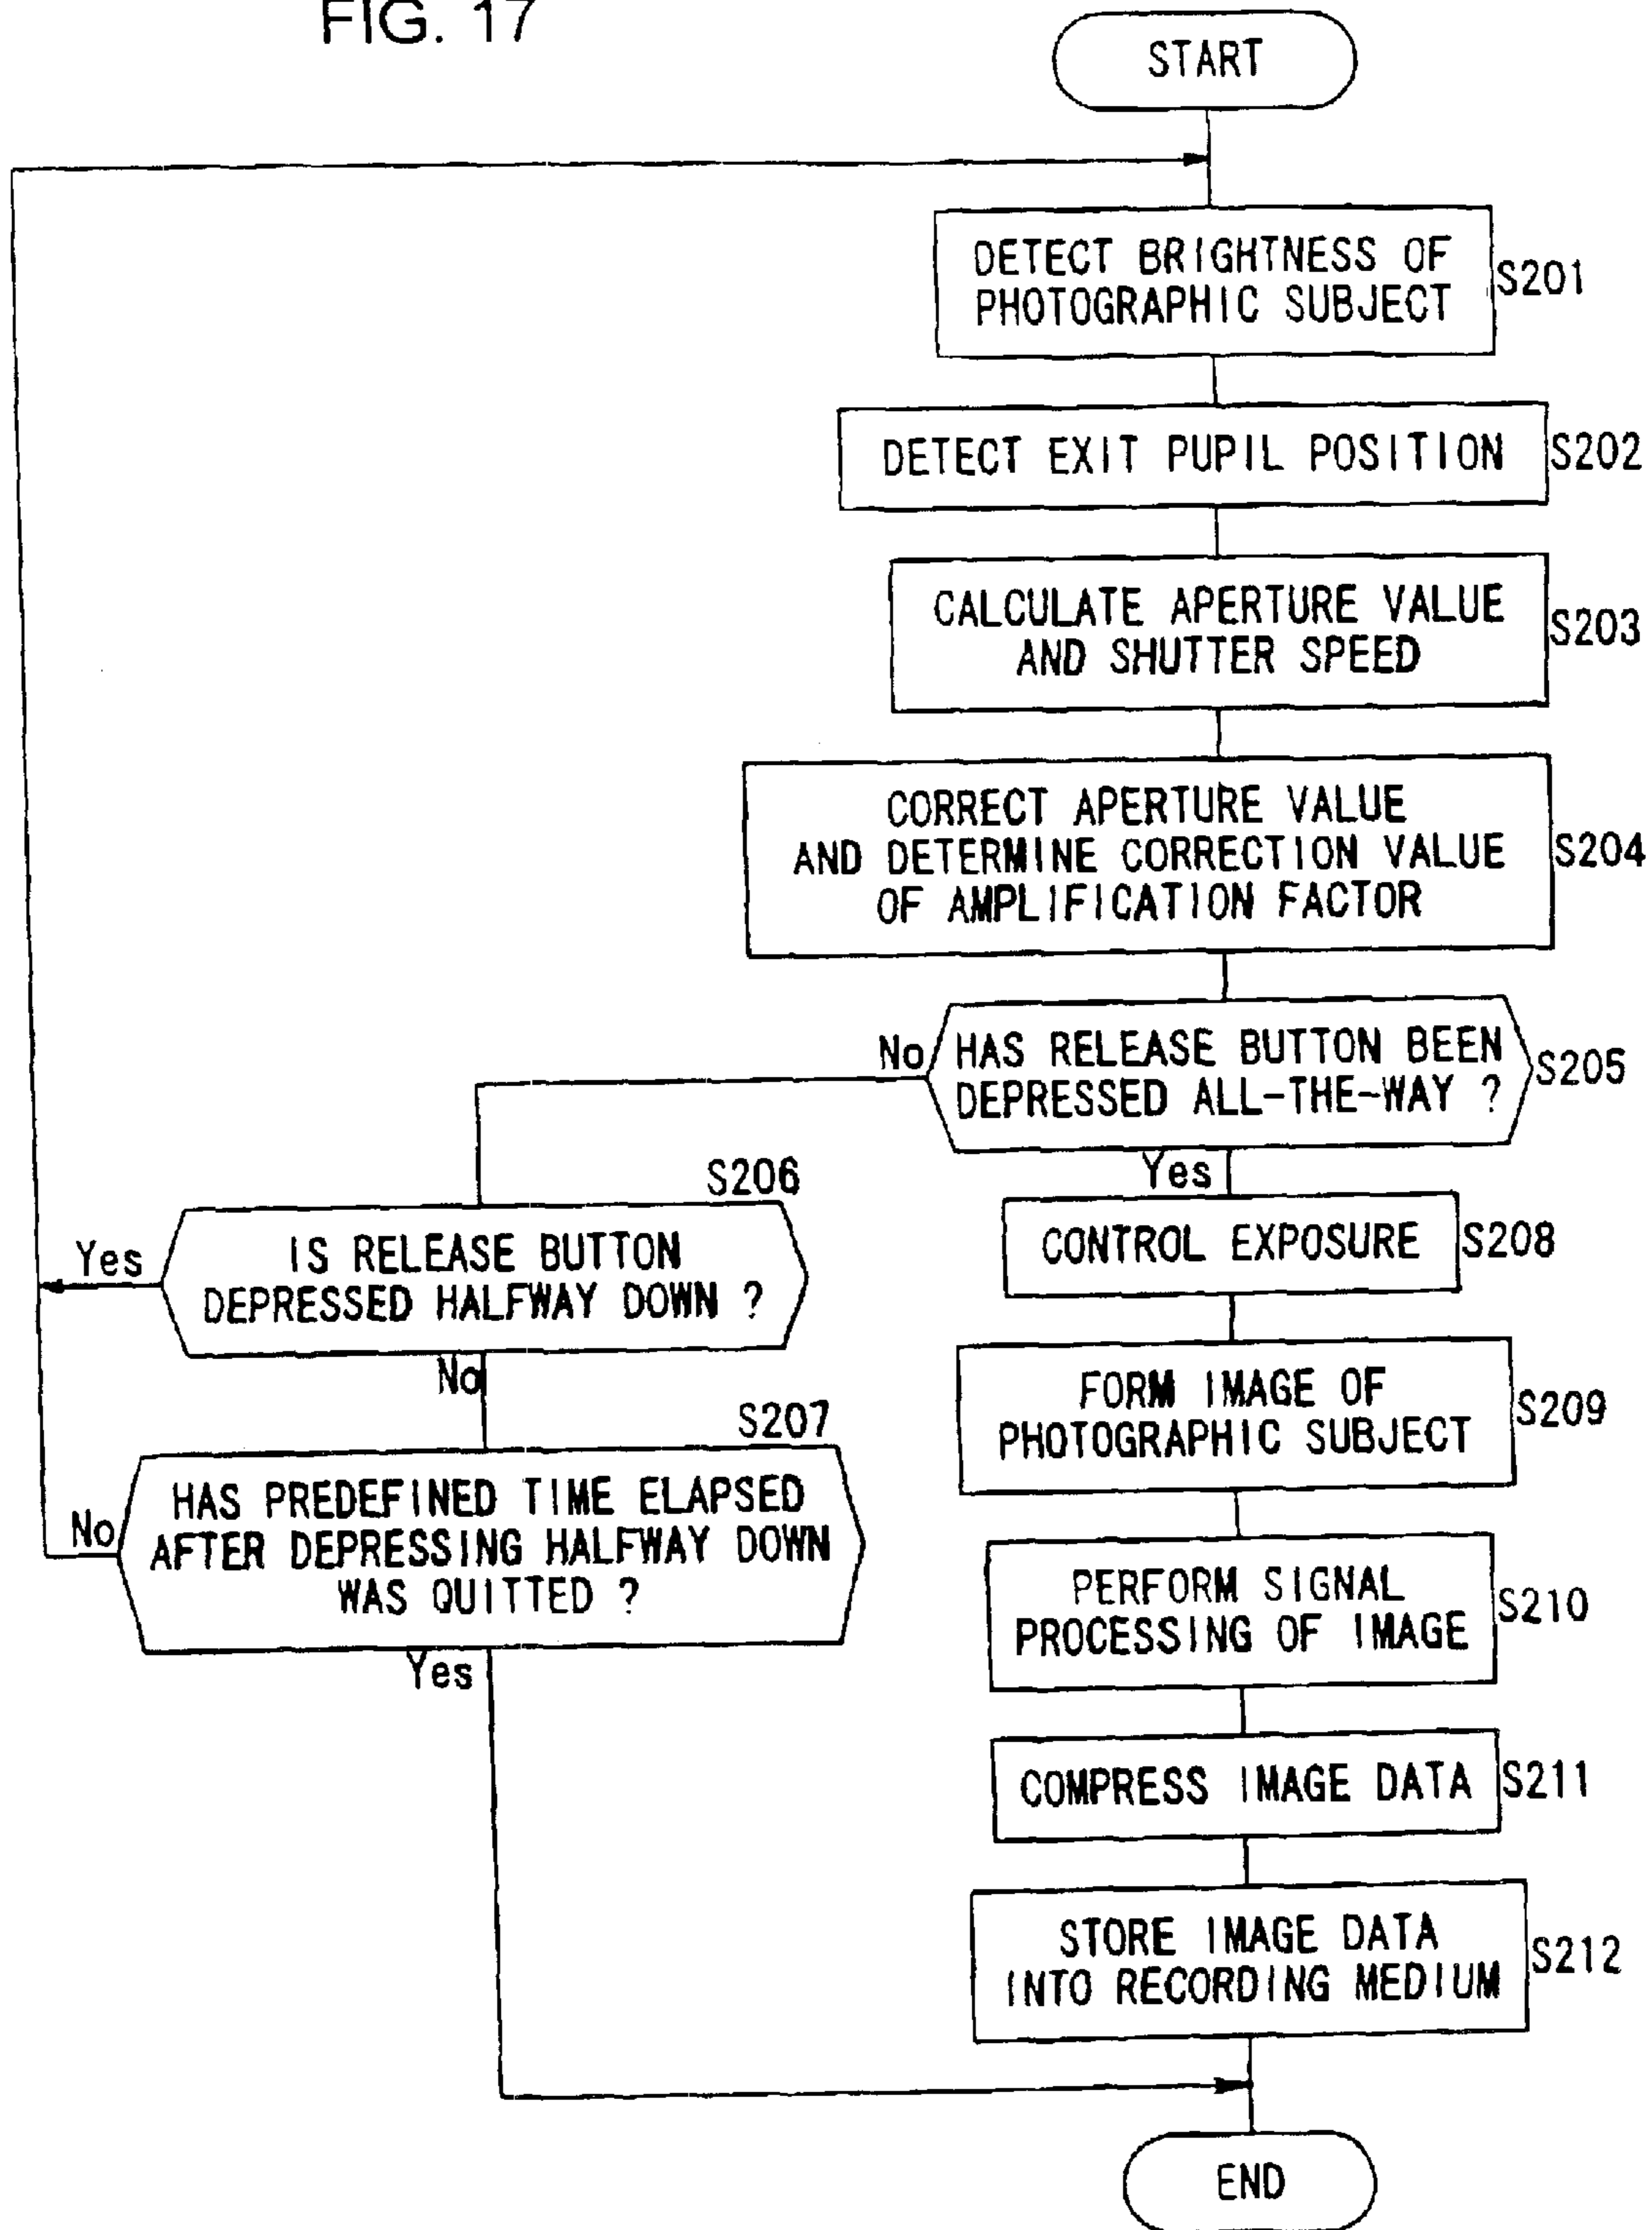 FIG. 17
START
DETECT BRIGHTNESS OF
PHOTOGRAPHIC SUBJECT
S201
DETECT EXIT PUPIL POSITION
S202
CALCULATE APERTURE VALUE
AND SHUTTER SPEED
S203
CORRECT APERTURE VALUE
AND DETERMINE CORRECTION VALUE
OF AMPLIFICATION FACTOR
S204
HAS RELEASE BUTTON BEEN
DEPRESSED ALL-THE-WAY ?
S205
No
Yes
S206
IS RELEASE BUTTON
DEPRESSED HALFWAY DOWN ?
Yes
No
S207
HAS PREDEFINED TIME ELAPSED
AFTER DEPRESSING HALFWAY DOWN
WAS QUITTED ?
No
Yes
CONTROL EXPOSURE
S208
FORM IMAGE OF
PHOTOGRAPHIC SUBJECT
S209
PERFORM SIGNAL
PROCESSING OF IMAGE
S210
COMPRESS IMAGE DATA
S211
STORE IMAGE DATA
INTO RECORDING MEDIUM
S212
END